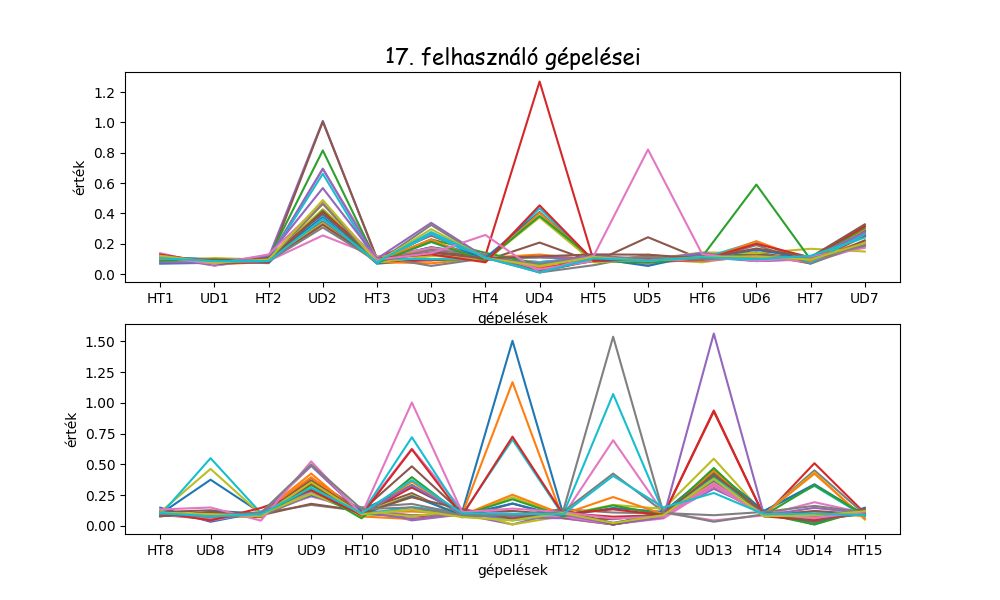 17. felhasználó gépelései
érték
1.2
1.0
0.8
0.6
0.4
0.2
0.0
HT1 UD1 HT2 UD2 HT3 UD3 HT4 UD4 HT5 UD5 HT6 UD6 HT7 UD7
gépelések
érték
1.50
1.25
1.00
0.75
0.50
0.25
0.00
HT8 UD8 HT9 UD9 HT10 UD10 HT11 UD11 HT12 UD12 HT13 UD13 HT14 UD14 HT15
gépelések